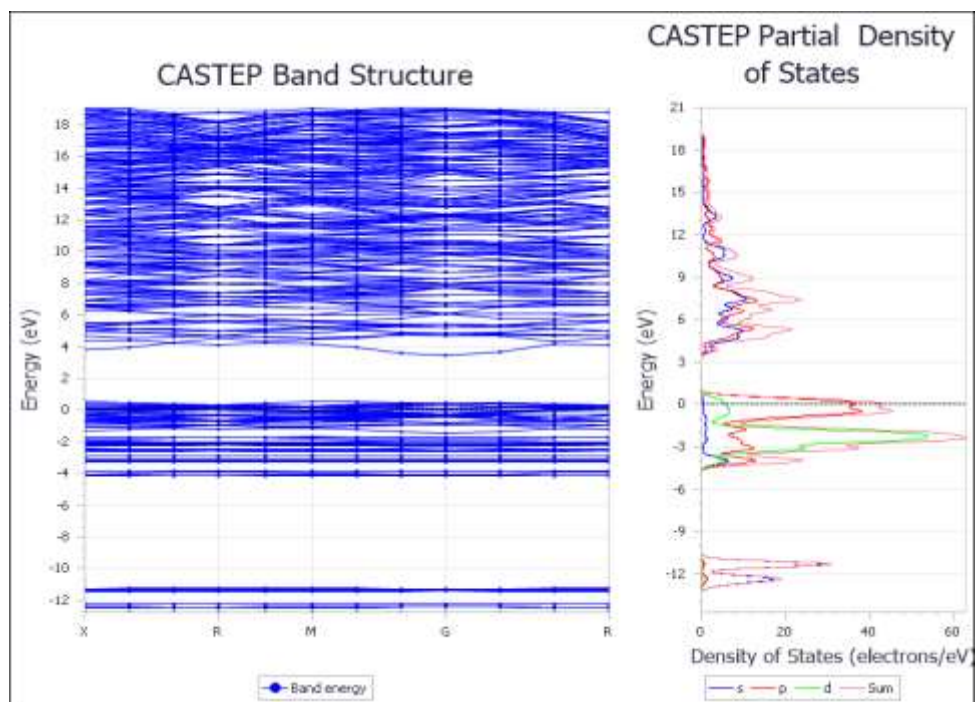 CASTEP Band Structure
Energy (eV)
18
16
14
12
10
8
6
4
2
0
-2
-4
-6
-8
-10
-12
X R M G R
Band energy
CASTEP Partial Density
of States
Energy (eV)
21
18
15
12
9
6
3
0
-3
-6
-9
-12
0 20 40 60
Density of States (electrons/eV)
s p d Sum